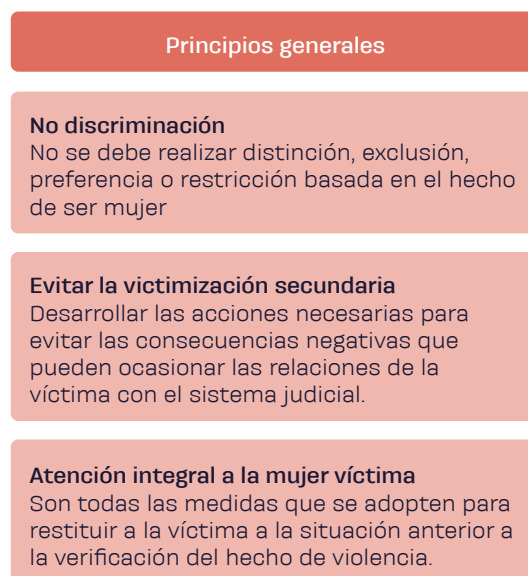 Principios generales
No discriminación
No se debe realizar distinción, exclusión,
preferencia o restricción basada en el hecho
de ser mujer
Evitar la victimización secundaria
Desarrollar las acciones necesarias para
evitar las consecuencias negativas que
pueden ocasionar las relaciones de la
víctima con el sistema judicial.
Atención integral a la mujer víctima
Son todas las medidas que se adopten para
restituir a la víctima a la situación anterior a
la verificación del hecho de violencia.